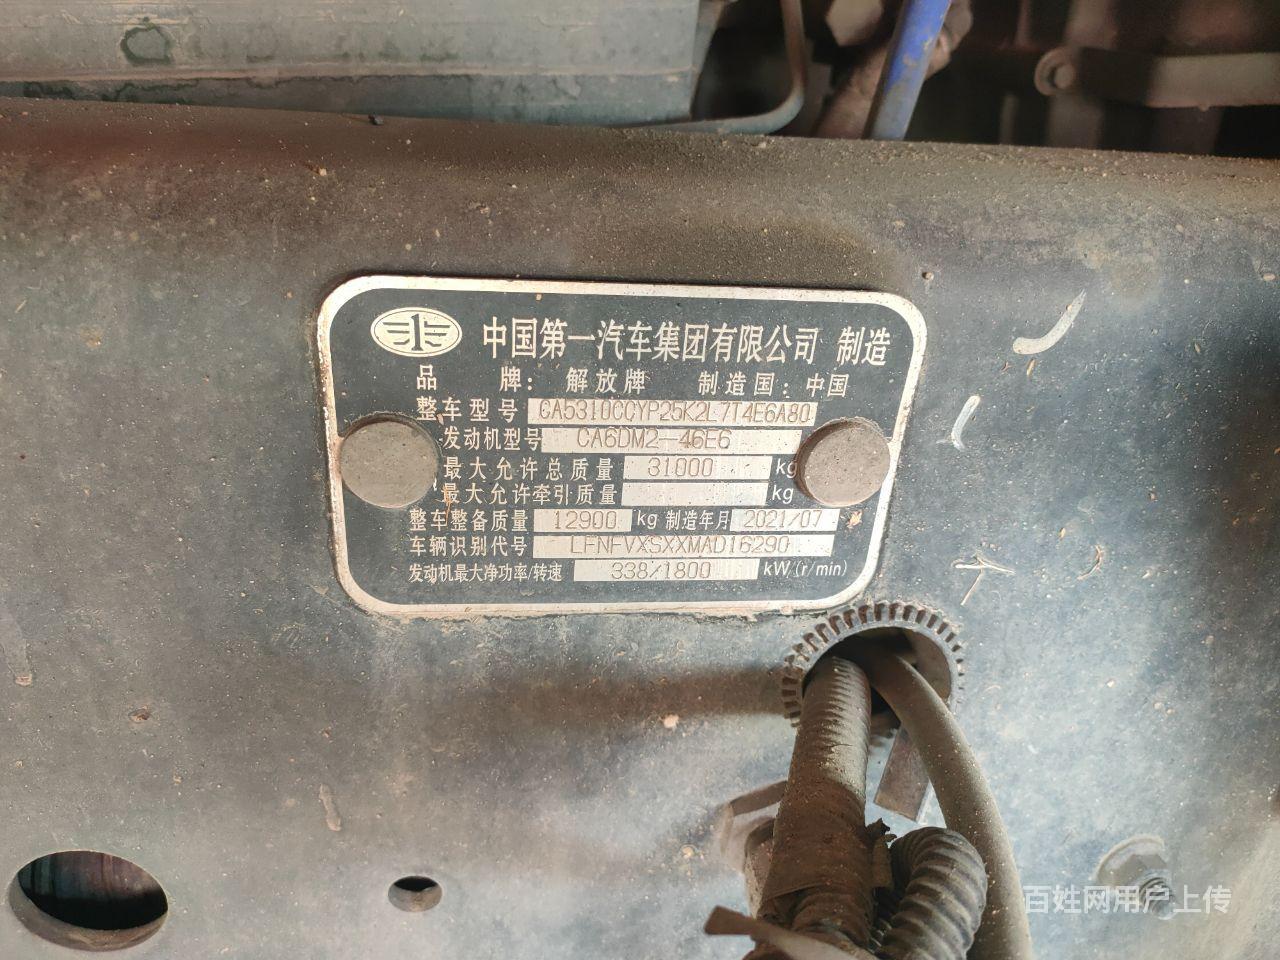 中国第一汽车集团有限公司 制造
品 牌: 解放牌 制造国: 中国
整车型号 CA5310CCYP25K2L7T4E6A80
发动机型号 CA6DM2-46E6
最大允许总质量 31000 kg
最大允许牵引质量 kg
整车整备质量 12900 kg 制造年月 2021/07
车辆识别代号 LFNFVXSXXMAD16290
发动机最大净功率/转速 338/1800 kW/(r/min)
百姓网用户上传